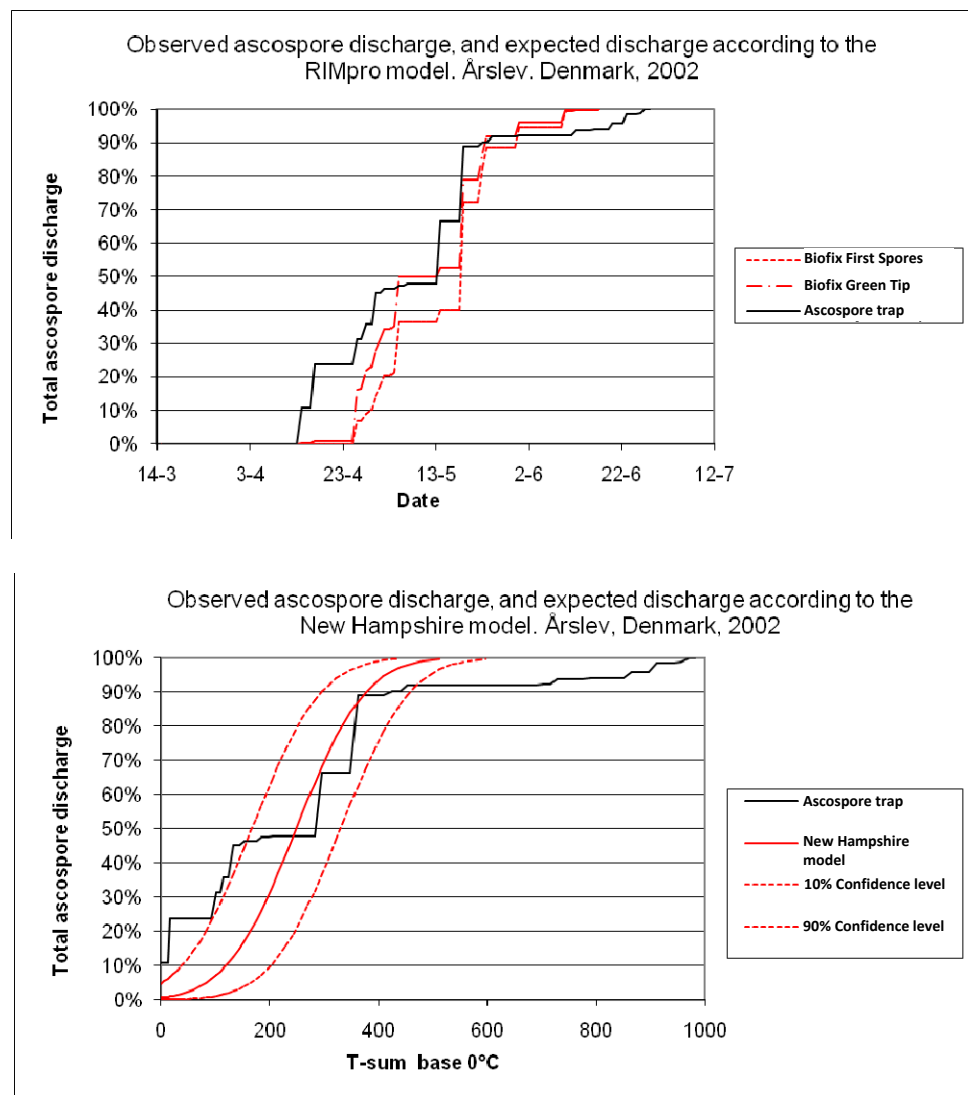 Observed ascospore discharge, and expected discharge according to the
RIMpro model. Årslev. Denmark, 2002
100%
90%
80%
70%
60%
50%
40%
30%
20%
10%
0%
Total ascospore discharge
14-3 3-4 23-4 13-5 2-6 22-6 12-7
Date
Biofix First Spores
Biofix Green Tip
Ascospore trap
Observed ascospore discharge, and expected discharge according to the
New Hampshire model. Årslev, Denmark, 2002
100%
90%
80%
70%
60%
50%
40%
30%
20%
10%
0%
Total ascospore discharge
0 200 400 600 800 1000
T-sum base 0°C
Ascospore trap
New Hampshire
model
10% Confidence level
90% Confidence level